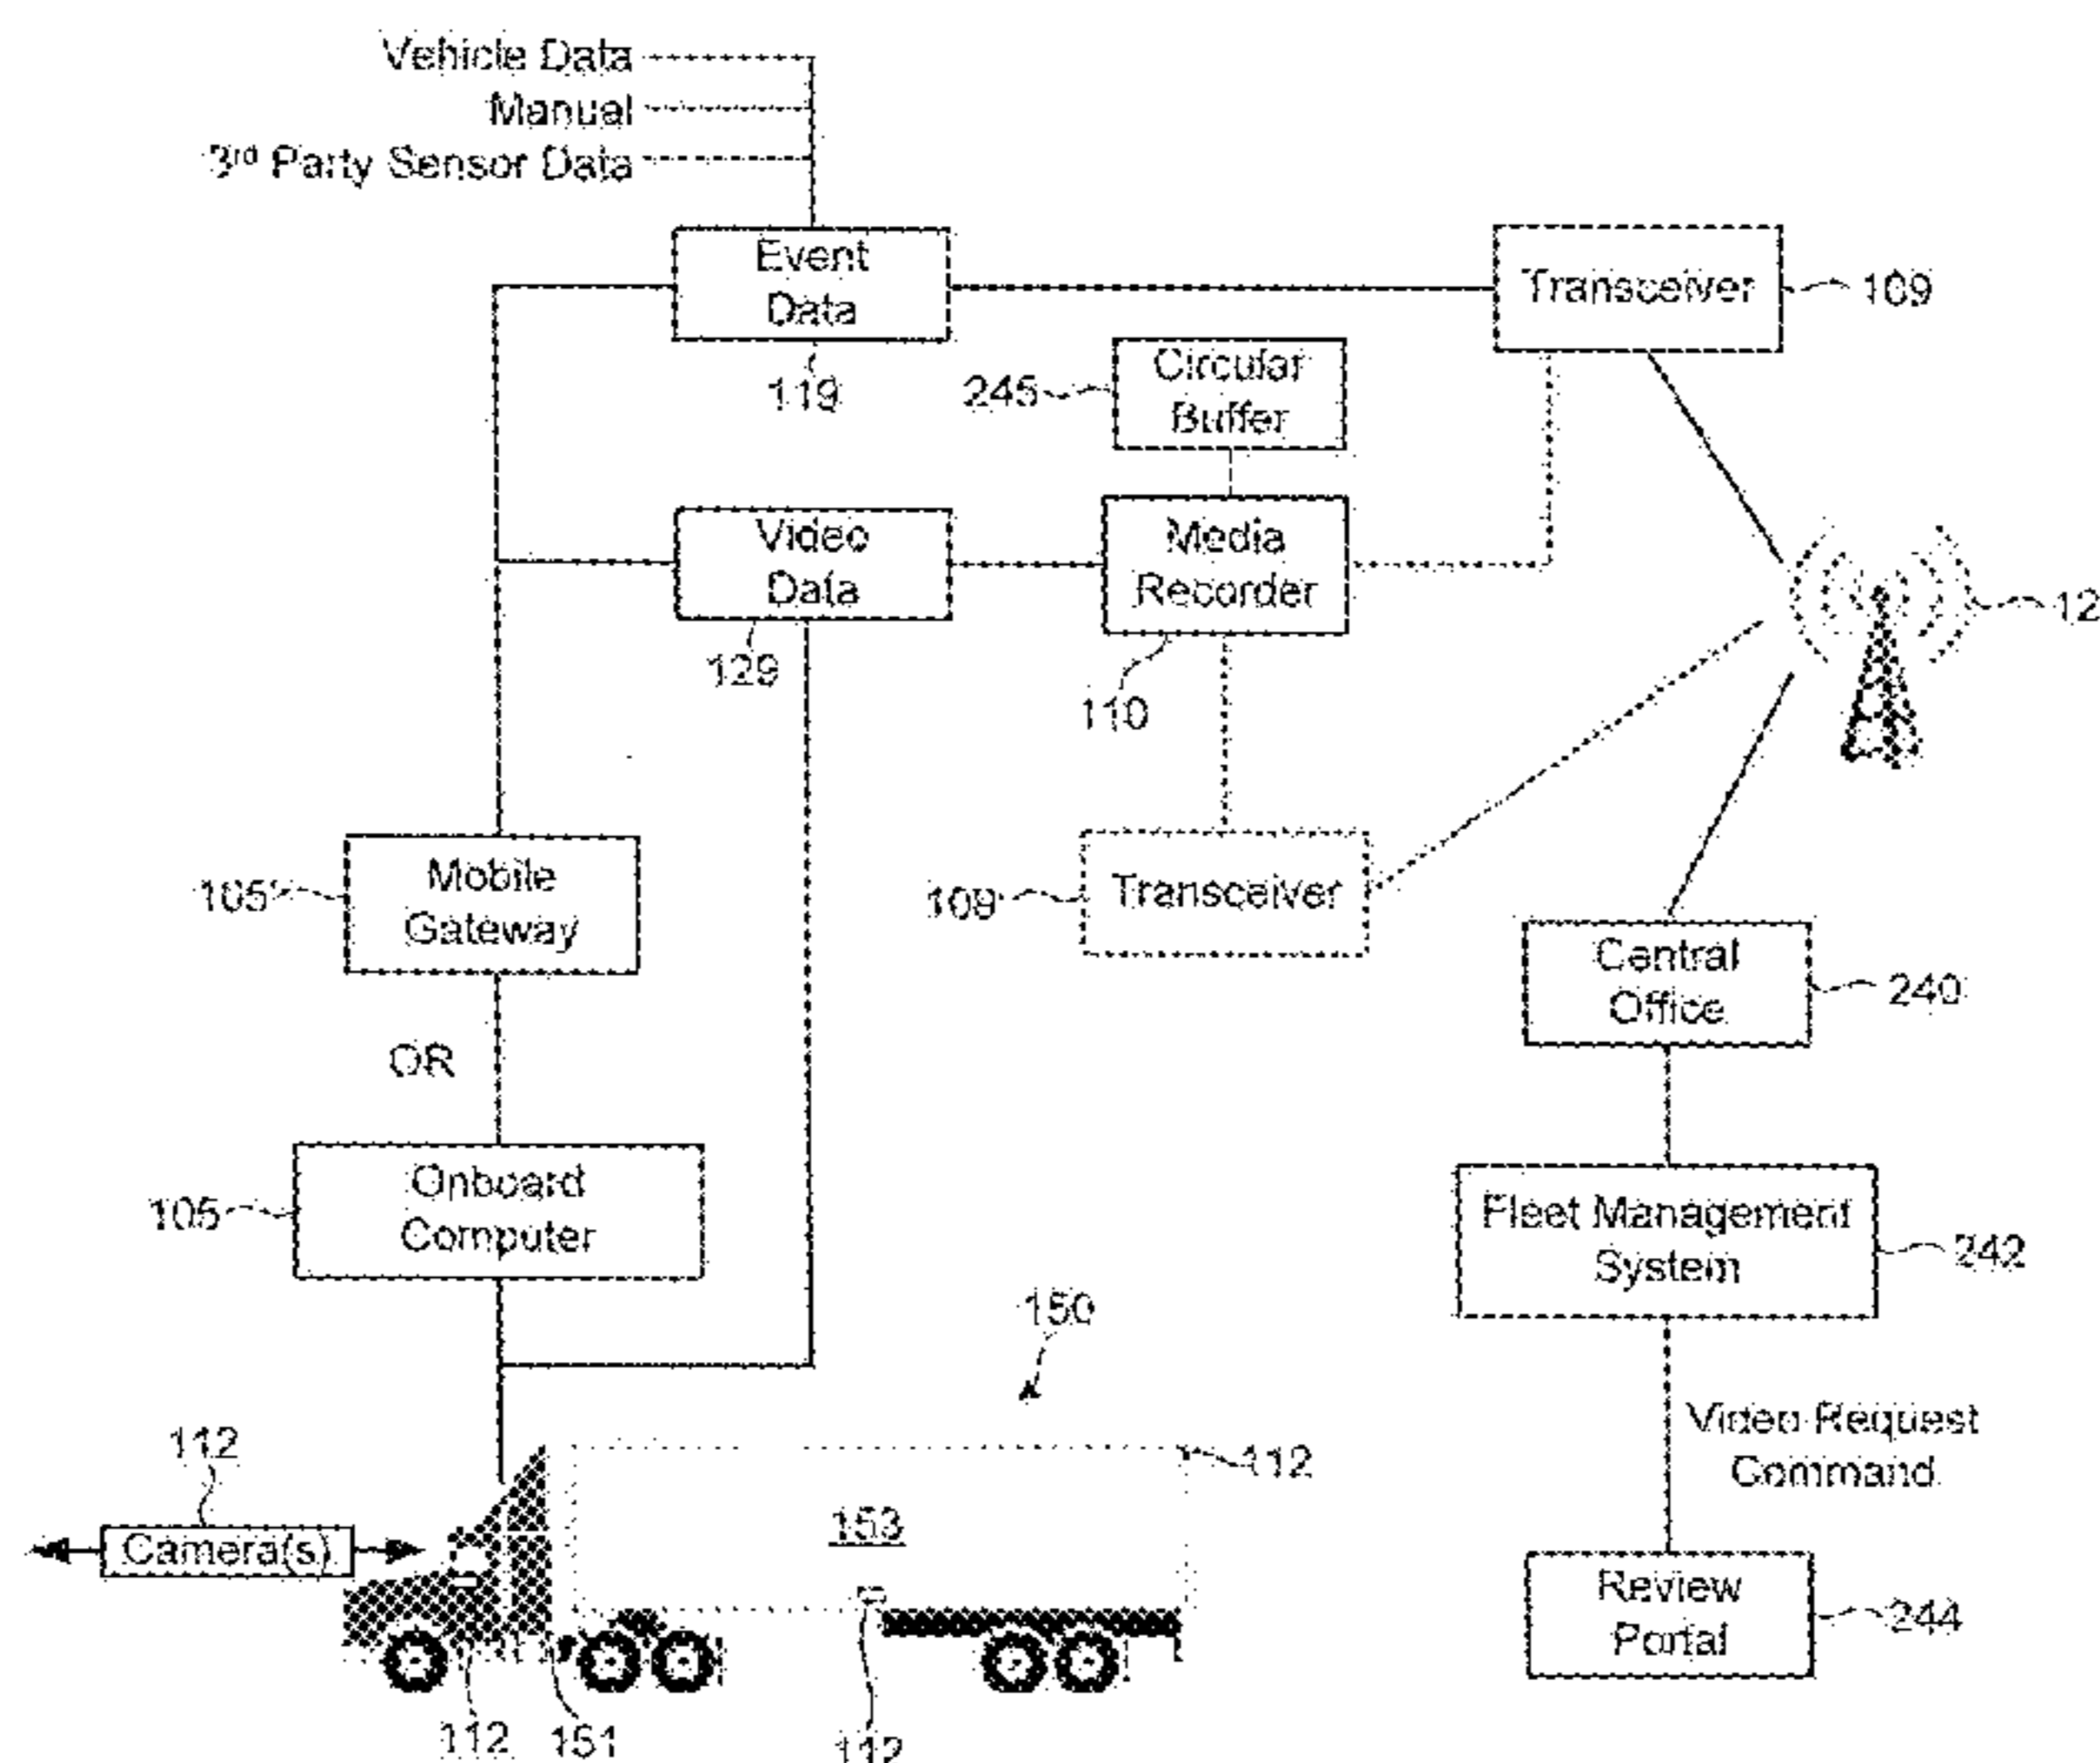 Vehicle Data
Manual
3rd Party Sensor Data
Event
Data
119
Transceiver
109
Circular
Buffer
245
Video
Data
129
Media
Recorder
110
12
Mobile
Gateway
105'
Transceiver
109
Central
Office
240
OR
Onboard
Computer
105
Fleet Management
System
242
150
Video Request
Command
112
Camera(s)
112
153
Review
Portal
244
112
151
112